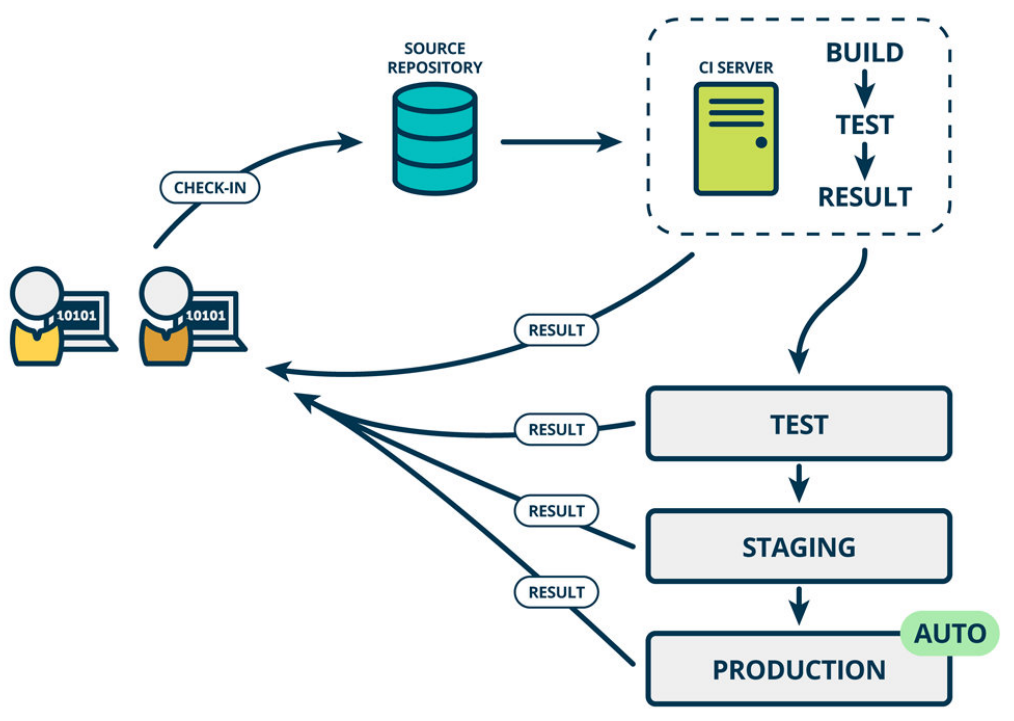 SOURCE
REPOSITORY
CI SERVER
BUILD
TEST
RESULT
CHECK-IN
10101
10101
RESULT
RESULT
RESULT
RESULT
TEST
STAGING
PRODUCTION
AUTO